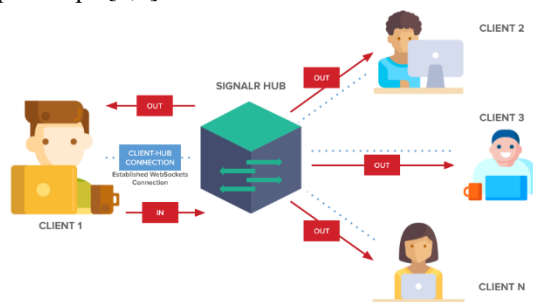 CLIENT 2
SIGNALR HUB
OUT
OUT
CLIENT 3
CLIENT-HUB
CONNECTION
Established WebSockets
Connection
OUT
IN
CLIENT 1
OUT
CLIENT N